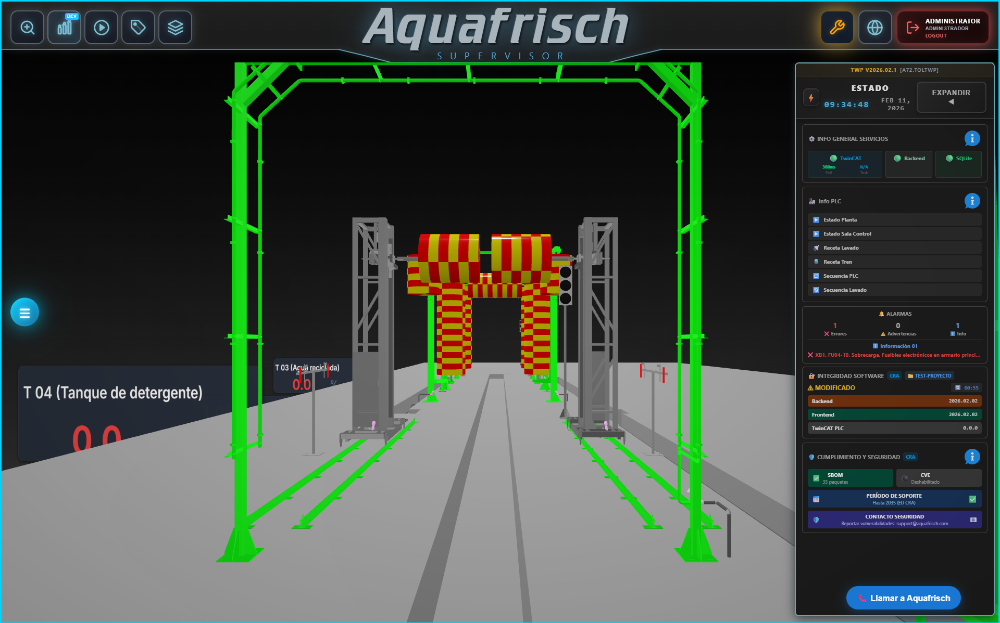 DEV
Aquafrisch
SUPERVISOR
ADMINISTRATOR
ADMINISTRADOR
LOGOUT
TWP V2026.02.1 [A72.TOLTWP]
ESTADO
09:34:48
FEB 11, 2026
EXPANDIR
INFO GENERAL SERVICIOS
TwinCAT
380ms
Poll
N/A
Task
Backend
SQLite
Info PLC
Estado Planta
Estado Sala Control
Receta Lavado
Receta Tren
Secuencia PLC
Secuencia Lavado
ALARMAS
1
Errores
0
Advertencias
1
Info
Información 01
XB1. FU04-10. Sobrecarga. Fusibles electrónicos en armario princi...
INTEGRIDAD SOFTWARE CRA TEST-PROYECTO
MODIFICADO
60:55
Backend 2026.02.02
Frontend 2026.02.02
TwinCAT PLC 0.0.0
CUMPLIMIENTO Y SEGURIDAD CRA
SBOM
35 paquetes
CVE
Deshabilitado
PERÍODO DE SOPORTE
Hasta 2035 (EU CRA)
CONTACTO SEGURIDAD
Reportar vulnerabilidades: support@aquafrisch.com
Llamar a Aquafrisch
T 03 (Agua reciclada)
0.0 %
T 04 (Tanque de detergente)
0.0